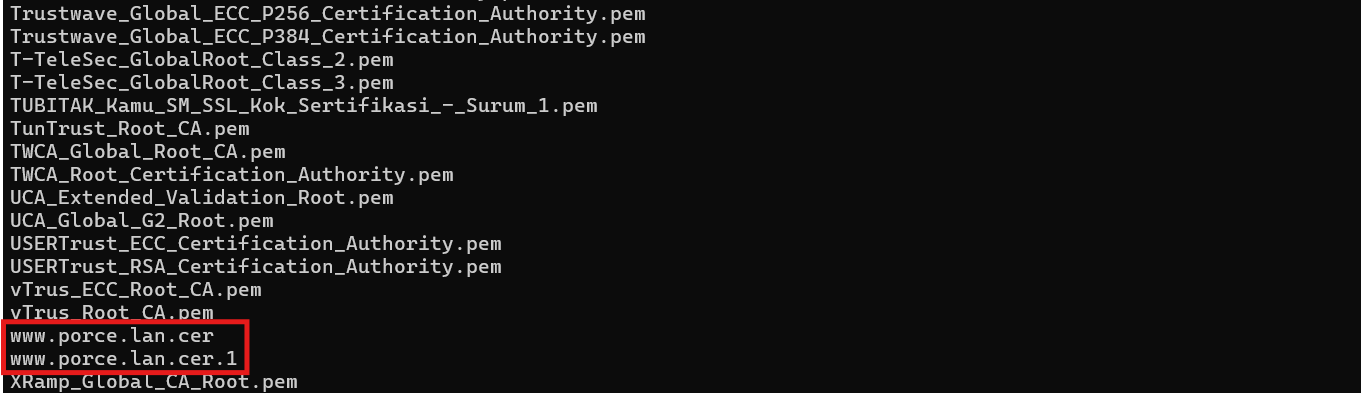 Trustwave_Global_ECC_P256_Certification_Authority.pem
Trustwave_Global_ECC_P384_Certification_Authority.pem
T-TeleSec_GlobalRoot_Class_2.pem
T-TeleSec_GlobalRoot_Class_3.pem
TUBITAK_Kamu_SM_SSL_Kok_Sertifikasi_-_Surum_1.pem
TunTrust_Root_CA.pem
TWCA_Global_Root_CA.pem
TWCA_Root_Certification_Authority.pem
UCA_Extended_Validation_Root.pem
UCA_Global_G2_Root.pem
USERTrust_ECC_Certification_Authority.pem
USERTrust_RSA_Certification_Authority.pem
vTrus_ECC_Root_CA.pem
vTrus_Root_CA.pem
www.porce.lan.cer
www.porce.lan.cer.1
XRamp_Global_CA_Root.pem